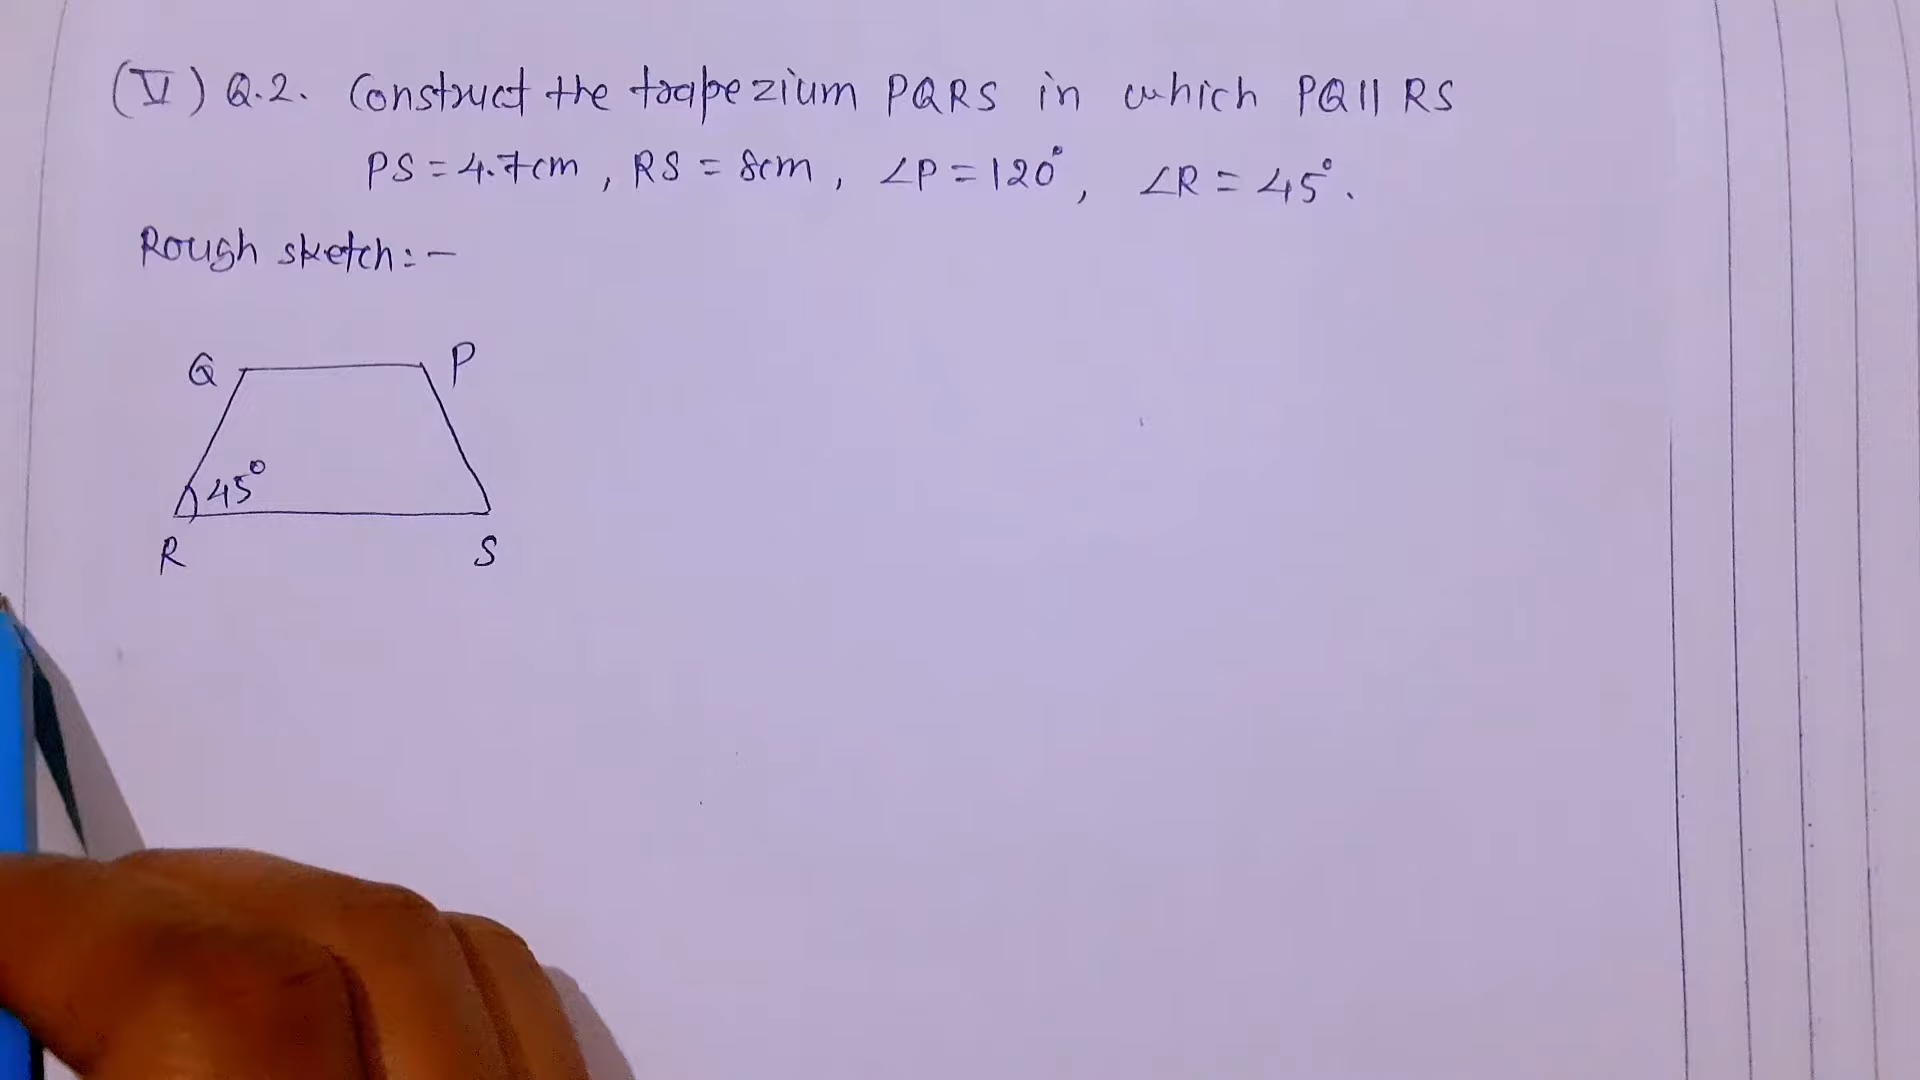 (V) Q.2. Construct the trapezium PQRS in which PQ || RS
PS = 4.7cm, RS = 8cm, ∠P = 120°, ∠R = 45°.
Rough sketch:-
Q P
45°
R S